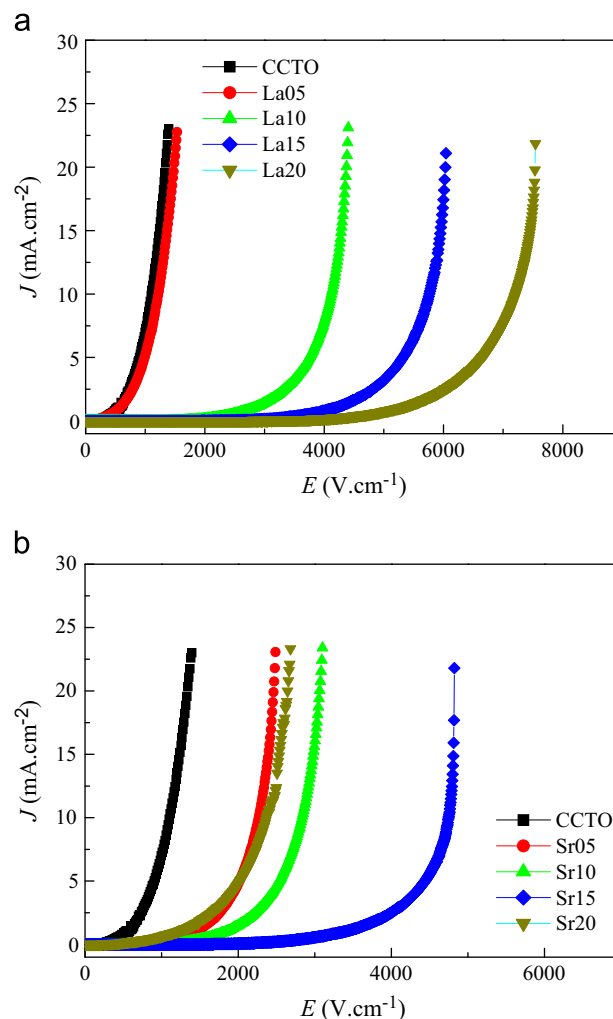 a
30
25
20
15
10
5
0
J (mA.cm-2)
CCTO
La05
La10
La15
La20
0 2000 4000 6000 8000
E (V.cm-1)
b
30
25
20
15
10
5
0
J (mA.cm-2)
CCTO
Sr05
Sr10
Sr15
Sr20
0 2000 4000 6000
E (V.cm-1)